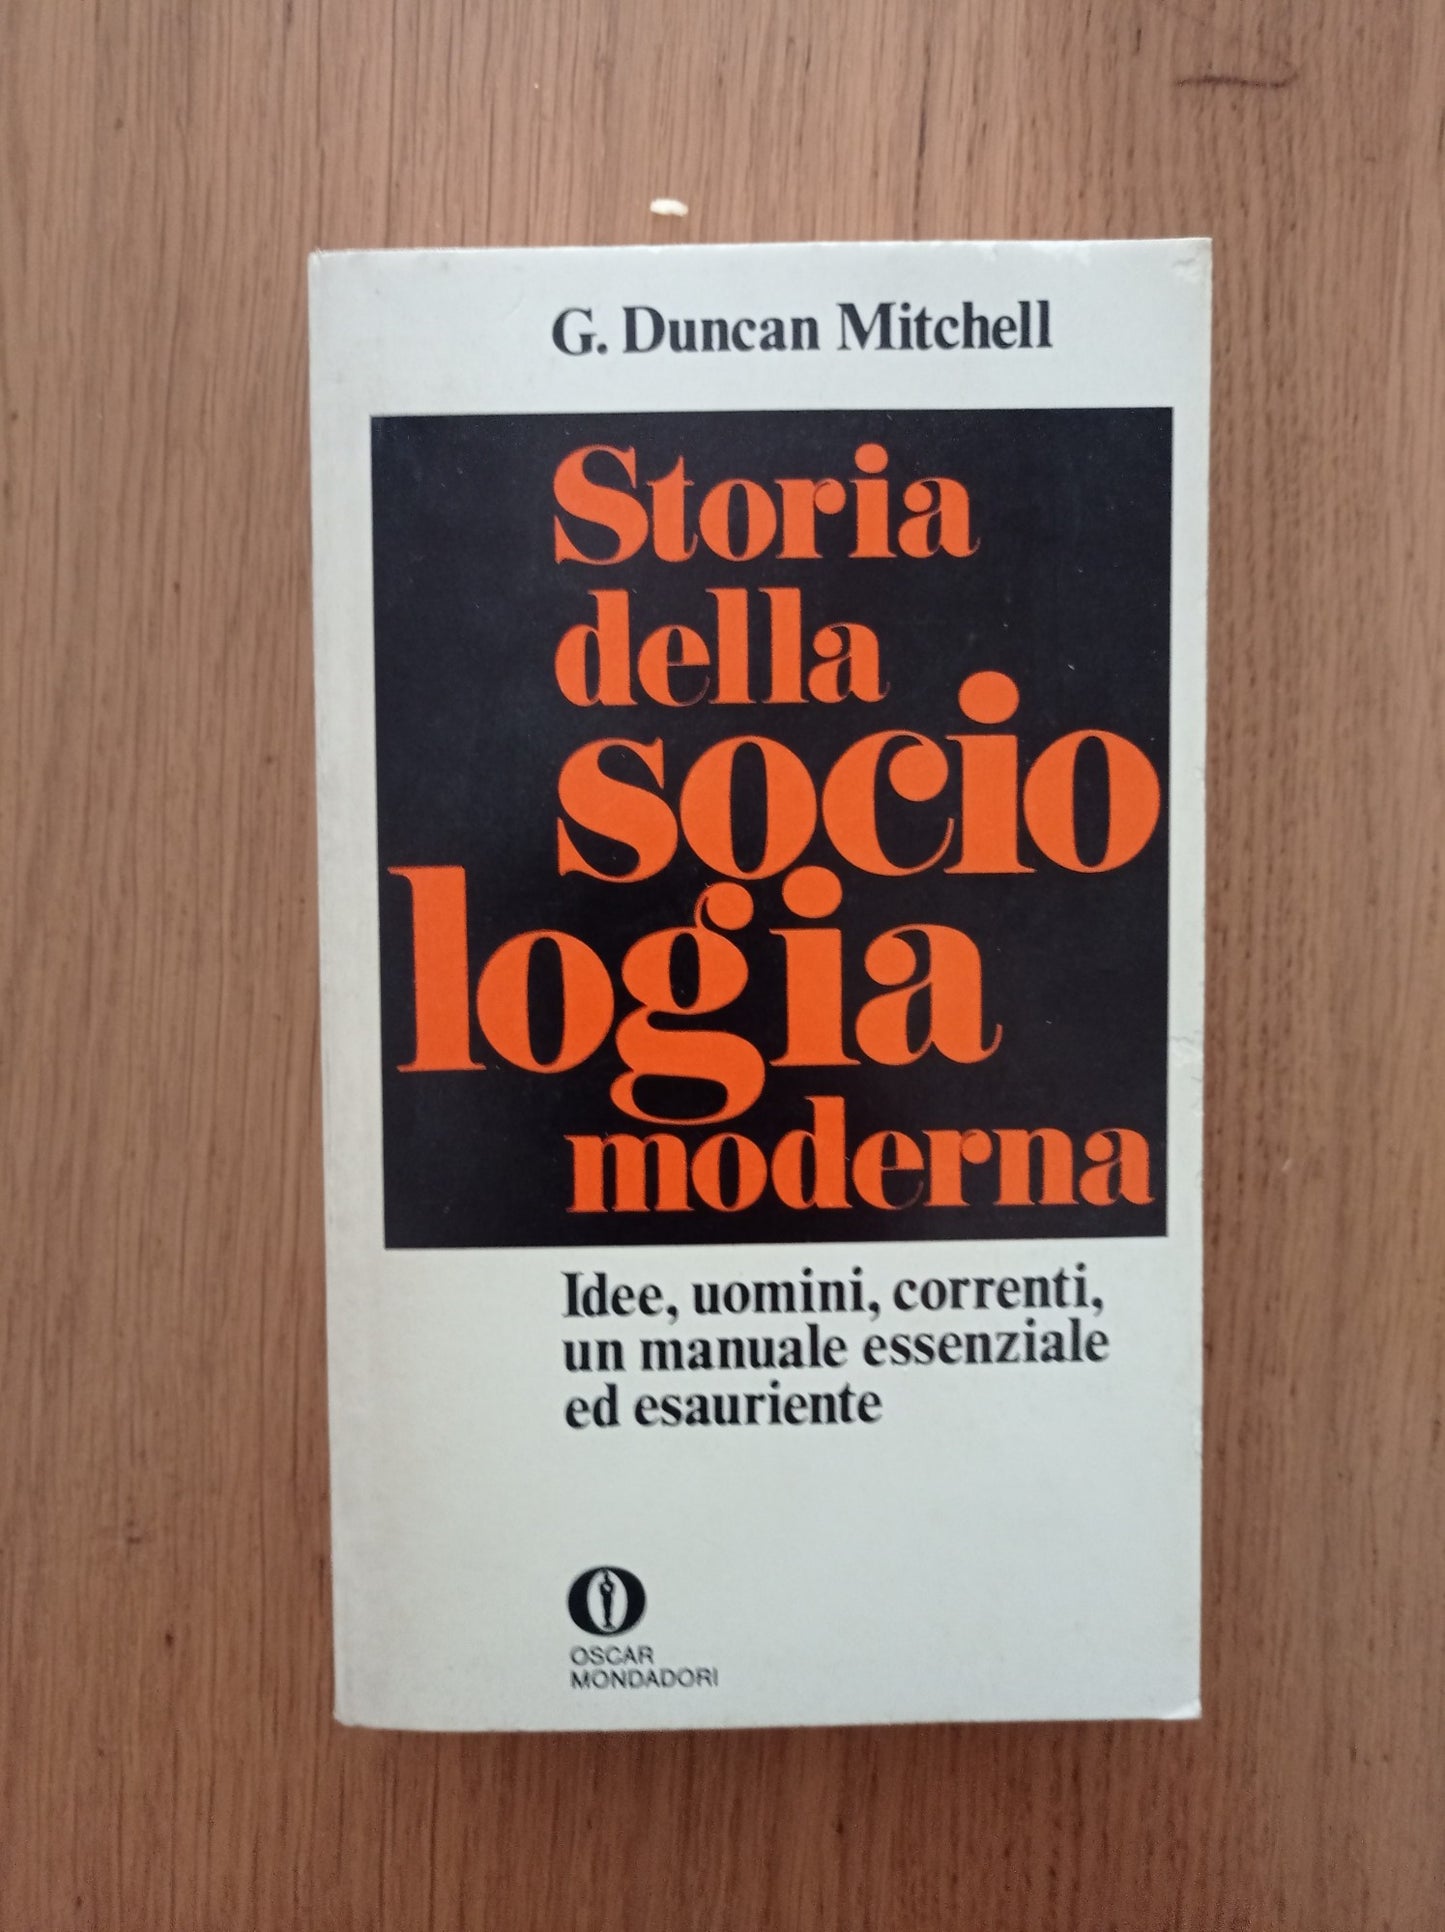 G. Duncan Mitchell
Storia
della
socio
logia
moderna
Idee, uomini, correnti,
un manuale essenziale
ed esauriente
OSCAR
MONDADORI